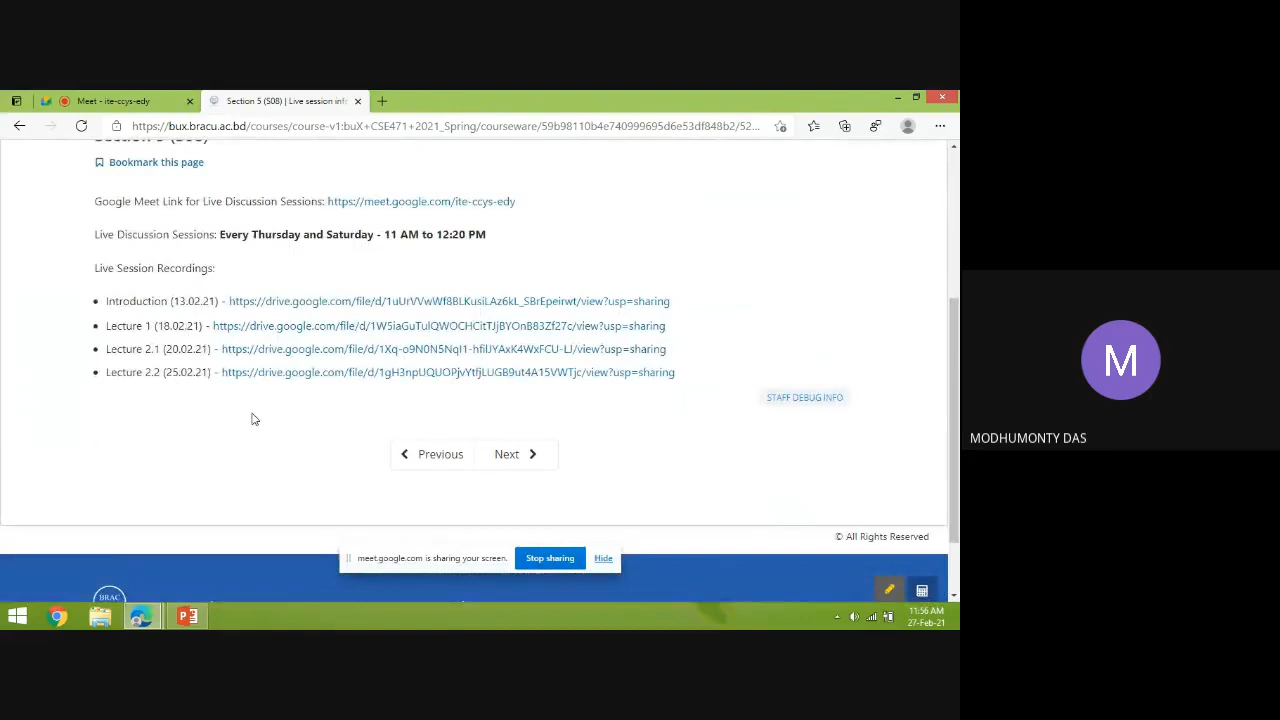 Meet - ite-ccys-edy
Section 5 (S08) | Live session inf
https://bux.bracu.ac.bd/courses/course-v1:buX+CSE471+2021_Spring/courseware/59b98110b4e740999695d6e53df848b2/52...
Section 5 (S08)
Bookmark this page
Google Meet Link for Live Discussion Sessions: https://meet.google.com/ite-ccys-edy
Live Discussion Sessions: Every Thursday and Saturday - 11 AM to 12:20 PM
Live Session Recordings:
Introduction (13.02.21) - https://drive.google.com/file/d/1uUrVVwWf8BLKusiLAz6kL_SBrEpeirwt/view?usp=sharing
Lecture 1 (18.02.21) - https://drive.google.com/file/d/1W5iaGuTulQWOCHCitTJjBYOnB83Zf27c/view?usp=sharing
Lecture 2.1 (20.02.21) - https://drive.google.com/file/d/1Xq-o9N0N5NqI1-hfilJYAxK4WxFCU-LJ/view?usp=sharing
Lecture 2.2 (25.02.21) - https://drive.google.com/file/d/1gH3npUQUOPjvYtfjLUGB9ut4A15VWTjc/view?usp=sharing
STAFF DEBUG INFO
Previous
Next
© All Rights Reserved
meet.google.com is sharing your screen.
Stop sharing
Hide
BRAC
11:56 AM
27-Feb-21
M
MODHUMONTY DAS